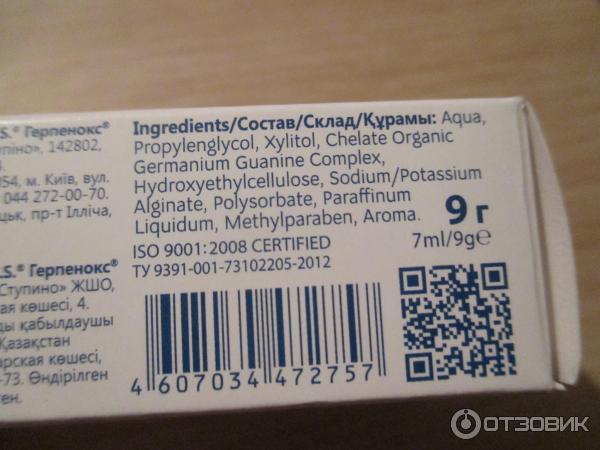 S.® Герпенокс®
упино», 142802,
054, м. Київ, вул.
044 272-00-70.
цьк, пр-т Ілліча,
.S.® Герпенокс®
«Ступино» ЖШО,
көшесі, 4.
ды қабылдаушы
Қазақстан
арская көшесі,
-73. Өндірілген
Ingredients/Состав/Склад/Құрамы: Aqua,
Propylenglycol, Xylitol, Chelate Organic
Germanium Guanine Complex,
Hydroxyethylcellulose, Sodium/Potassium
Alginate, Polysorbate, Paraffinum
Liquidum, Methylparaben, Aroma.
9 г
7ml/9g℮
ISO 9001:2008 CERTIFIED
ТУ 9391-001-73102205-2012
4 607034 472757
ОТЗОВИК